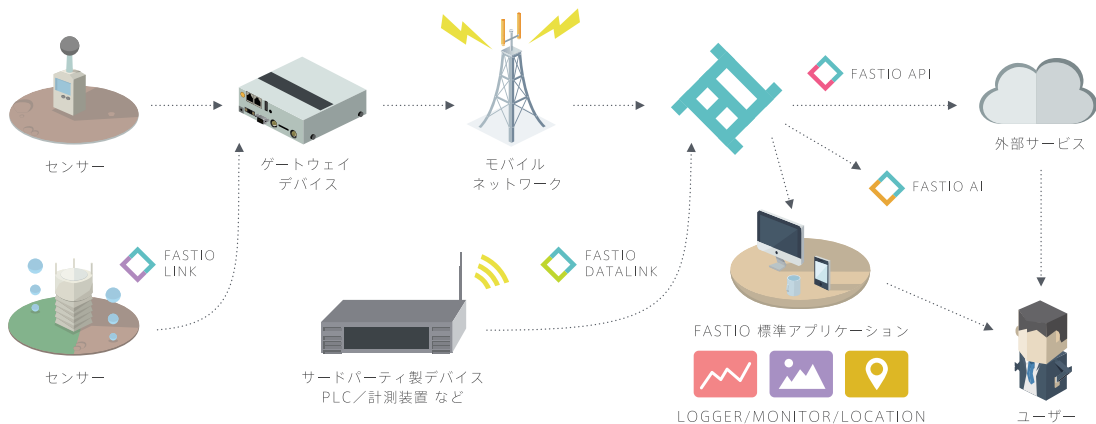 FASTIO API
センサー
ゲートウェイ
デバイス
モバイル
ネットワーク
外部サービス
FASTIO AI
FASTIO
LINK
FASTIO
DATALINK
センサー
サードパーティ製デバイス
PLC／計測装置 など
FASTIO 標準アプリケーション
LOGGER/MONITOR/LOCATION
ユーザー